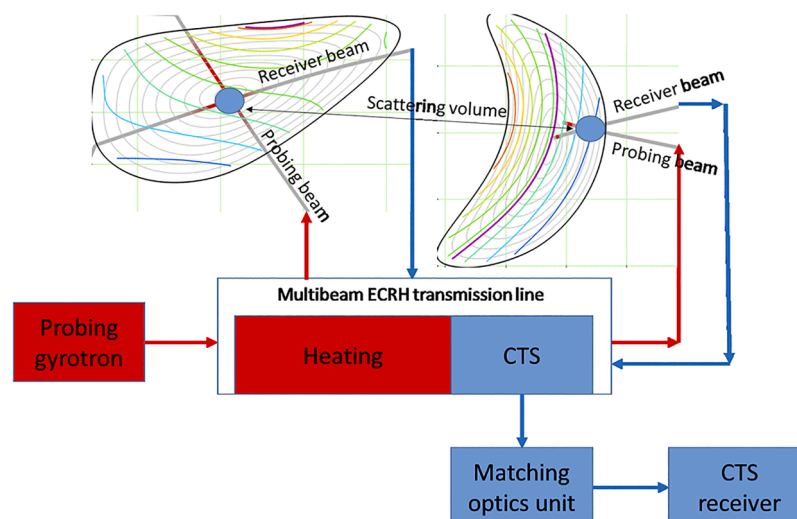 Receiver beam
Scattering volume
Probing beam
Receiver beam
Probing beam
Multibeam ECRH transmission line
Probing
gyrotron
Heating
CTS
Matching
optics unit
CTS
receiver